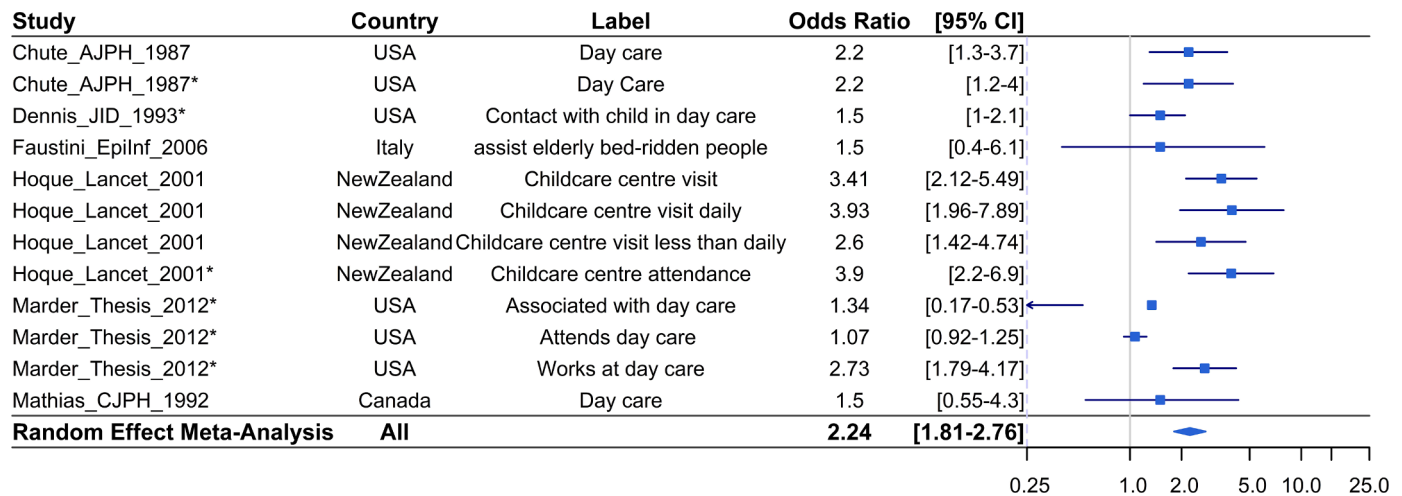 Study Country Label Odds Ratio [95% CI]
Chute_AJPH_1987 USA Day care 2.2 [1.3-3.7]
Chute_AJPH_1987* USA Day Care 2.2 [1.2-4]
Dennis_JID_1993* USA Contact with child in day care 1.5 [1-2.1]
Faustini_EpiInf_2006 Italy assist elderly bed-ridden people 1.5 [0.4-6.1]
Hoque_Lancet_2001 NewZealand Childcare centre visit 3.41 [2.12-5.49]
Hoque_Lancet_2001 NewZealand Childcare centre visit daily 3.93 [1.96-7.89]
Hoque_Lancet_2001 NewZealand Childcare centre visit less than daily 2.6 [1.42-4.74]
Hoque_Lancet_2001* NewZealand Childcare centre attendance 3.9 [2.2-6.9]
Marder_Thesis_2012* USA Associated with day care 1.34 [0.17-0.53]
Marder_Thesis_2012* USA Attends day care 1.07 [0.92-1.25]
Marder_Thesis_2012* USA Works at day care 2.73 [1.79-4.17]
Mathias_CJPH_1992 Canada Day care 1.5 [0.55-4.3]
Random Effect Meta-Analysis All 2.24 [1.81-2.76]
0.25 1.0 2.0 5.0 10.0 25.0